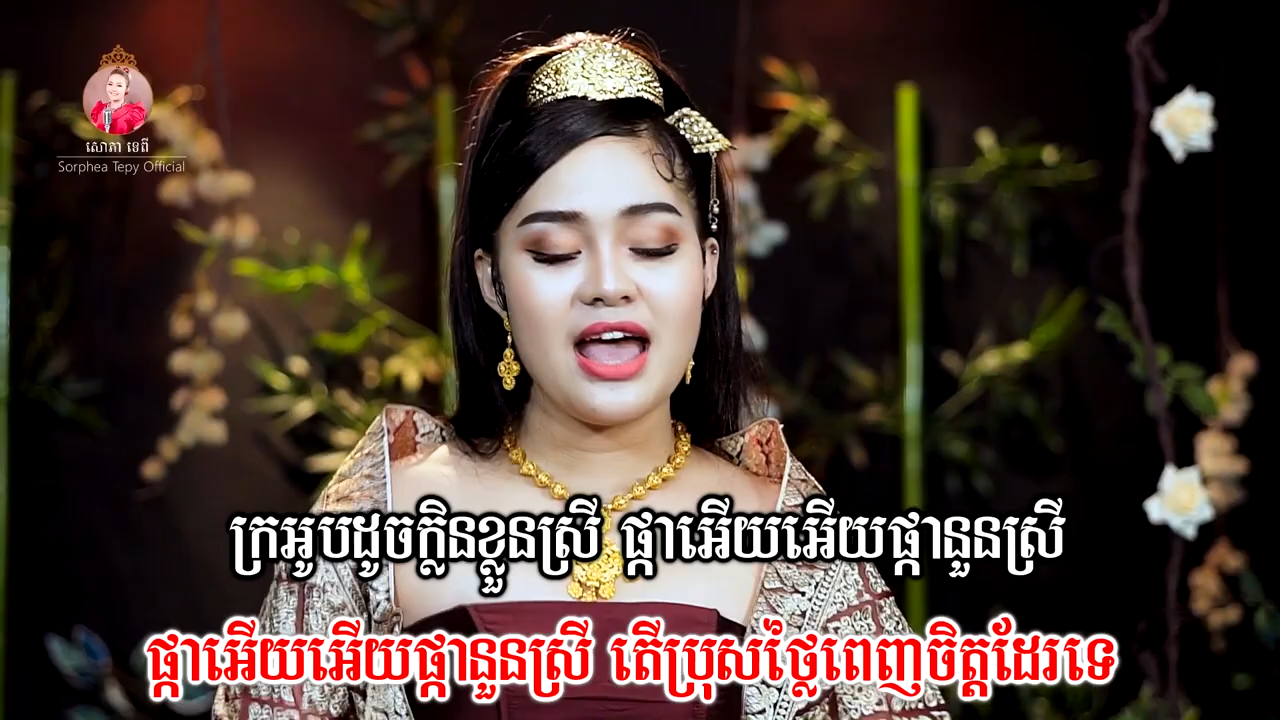 សោភា ទេពី
Sorphea Tepy Official
ក្រអូបដូចក្លិនខ្លួនស្រី ផ្កាអើយអើយផ្កានួនស្រី
ផ្កាអើយអើយផ្កានួនស្រី តើប្រុសថ្លៃពេញចិត្តដែរទេ